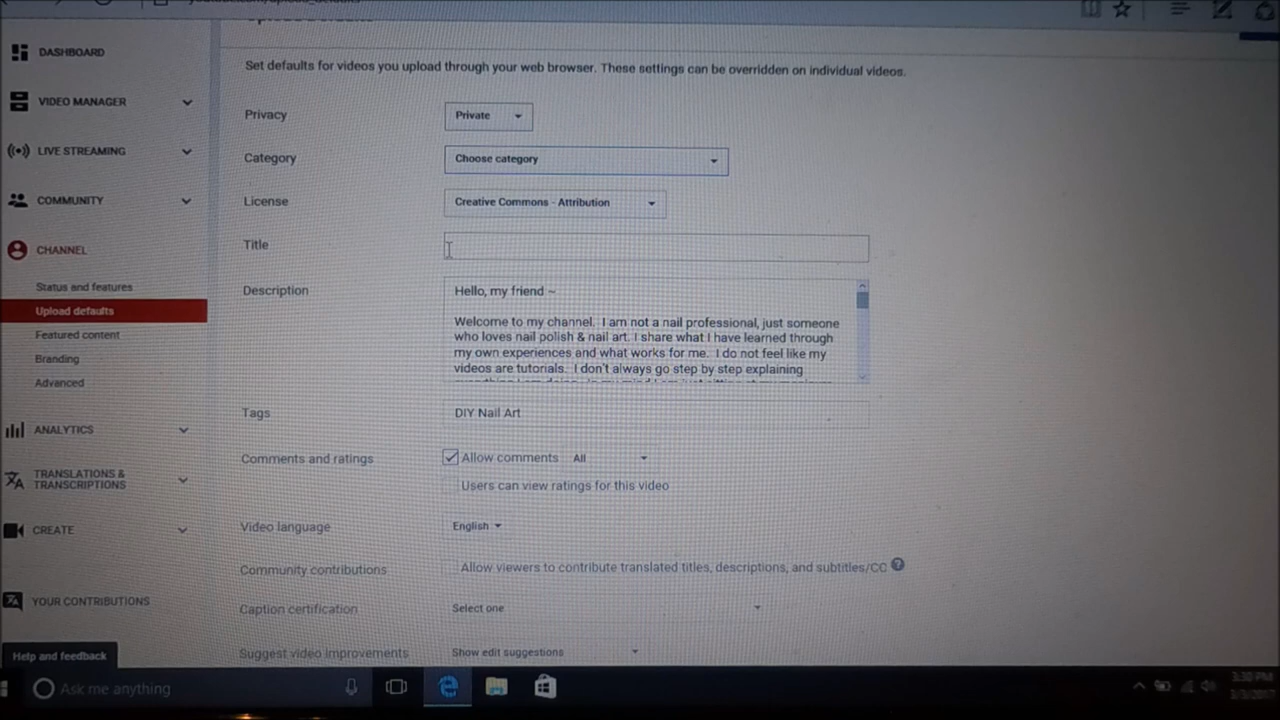 DASHBOARD
VIDEO MANAGER
LIVE STREAMING
COMMUNITY
CHANNEL
Status and features
Upload defaults
Featured content
Branding
Advanced
ANALYTICS
TRANSLATIONS &
TRANSCRIPTIONS
CREATE
YOUR CONTRIBUTIONS
Help and feedback
Set defaults for videos you upload through your web browser. These settings can be overridden on individual videos.
Privacy
Private
Category
Choose category
License
Creative Commons - Attribution
Title
Description
Hello, my friend ~
Welcome to my channel. I am not a nail professional, just someone
who loves nail polish & nail art. I share what I have learned through
my own experiences and what works for me. I do not feel like my
videos are tutorials. I don't always go step by step explaining
Tags
DIY Nail Art
Comments and ratings
Allow comments
All
Users can view ratings for this video
Video language
English
Community contributions
Allow viewers to contribute translated titles, descriptions, and subtitles/CC ?
Caption certification
Select one
Suggest video improvements
Show edit suggestions
Ask me anything
3:30 PM
3/3/2017